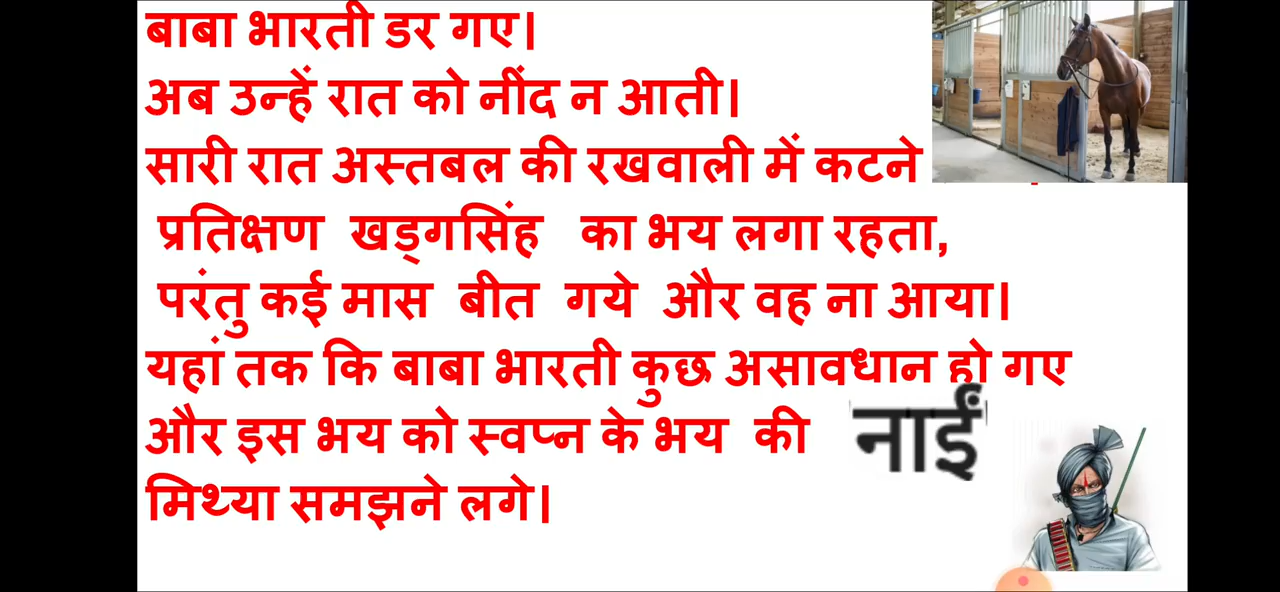 बाबा भारती डर गए।
अब उन्हें रात को नींद न आती।
सारी रात अस्तबल की रखवाली में कटने
प्रतिक्षण खड्गसिंह का भय लगा रहता,
परंतु कई मास बीत गये और वह ना आया।
यहां तक कि बाबा भारती कुछ असावधान हो गए
और इस भय को स्वप्न के भय की नाईं
मिथ्या समझने लगे।